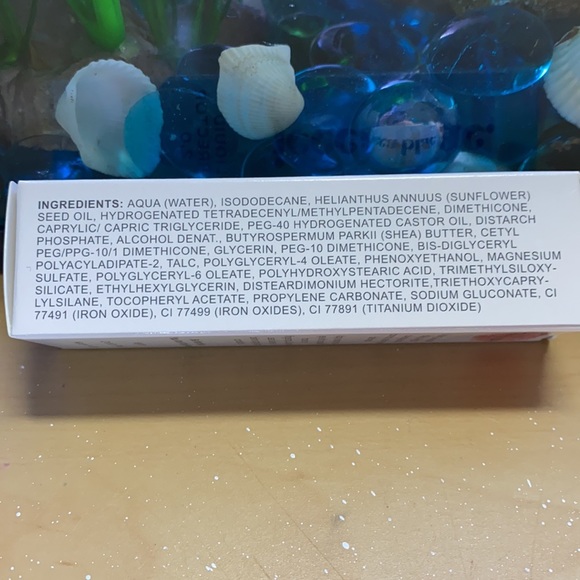 INGREDIENTS: AQUA (WATER), ISODODECANE, HELIANTHUS ANNUUS (SUNFLOWER)
SEED OIL, HYDROGENATED TETRADECENYL/METHYLPENTADECENE, DIMETHICONE,
CAPRYLIC/ CAPRIC TRIGLYCERIDE, PEG-40 HYDROGENATED CASTOR OIL, DISTARCH
PHOSPHATE, ALCOHOL DENAT., BUTYROSPERMUM PARKII (SHEA) BUTTER, CETYL
PEG/PPG-10/1 DIMETHICONE, GLYCERIN, PEG-10 DIMETHICONE, BIS-DIGLYCERYL
POLYACYLADIPATE-2, TALC, POLYGLYCERYL-4 OLEATE, PHENOXYETHANOL, MAGNESIUM
SULFATE, POLYGLYCERYL-6 OLEATE, POLYHYDROXYSTEARIC ACID, TRIMETHYLSILOXY-
SILICATE, ETHYLHEXYLGLYCERIN, DISTEARDIMONIUM HECTORITE,TRIETHOXYCAPRY-
LYLSILANE, TOCOPHERYL ACETATE, PROPYLENE CARBONATE, SODIUM GLUCONATE, CI
77491 (IRON OXIDE), CI 77499 (IRON OXIDES), CI 77891 (TITANIUM DIOXIDE)